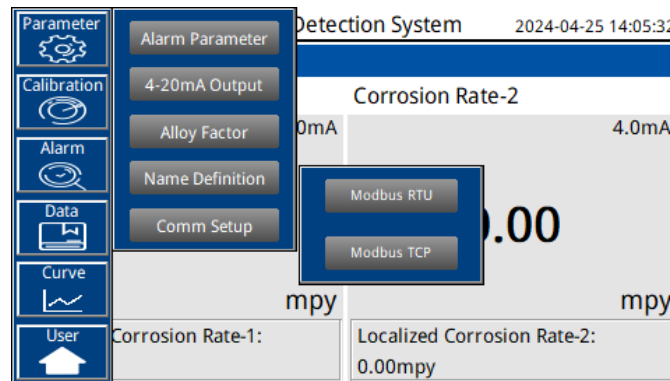 Parameter
Calibration
Alarm
Data
Curve
User
Alarm Parameter
4-20mA Output
Alloy Factor
Name Definition
Comm Setup
Modbus RTU
Modbus TCP
Detection System 2024-04-25 14:05:32
Corrosion Rate-2
0mA 4.0mA
.00
mpy mpy
Corrosion Rate-1: Localized Corrosion Rate-2:
0.00mpy